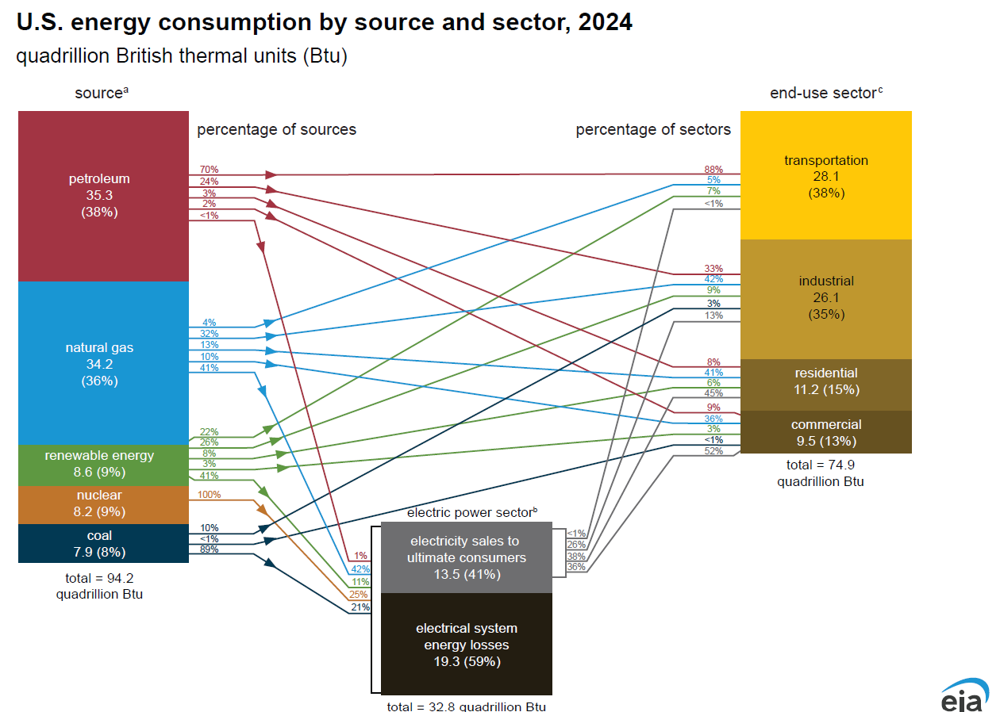 U.S. energy consumption by source and sector, 2024
quadrillion British thermal units (Btu)
sourceᵃ
end-use sectorᶜ
percentage of sources
percentage of sectors
petroleum
35.3
(38%)
70%
24%
3%
2%
<1%
natural gas
34.2
(36%)
4%
32%
13%
10%
41%
renewable energy
8.6 (9%)
22%
26%
8%
3%
41%
nuclear
8.2 (9%)
100%
coal
7.9 (8%)
10%
<1%
89%
total = 94.2
quadrillion Btu
electric power sectorᵇ
1%
42%
11%
25%
21%
electricity sales to
ultimate consumers
13.5 (41%)
electrical system
energy losses
19.3 (59%)
total = 32.8 quadrillion Btu
<1%
26%
38%
36%
88%
5%
7%
<1%
transportation
28.1
(38%)
33%
42%
9%
3%
13%
industrial
26.1
(35%)
8%
41%
6%
45%
residential
11.2 (15%)
9%
36%
3%
<1%
52%
commercial
9.5 (13%)
total = 74.9
quadrillion Btu
eia